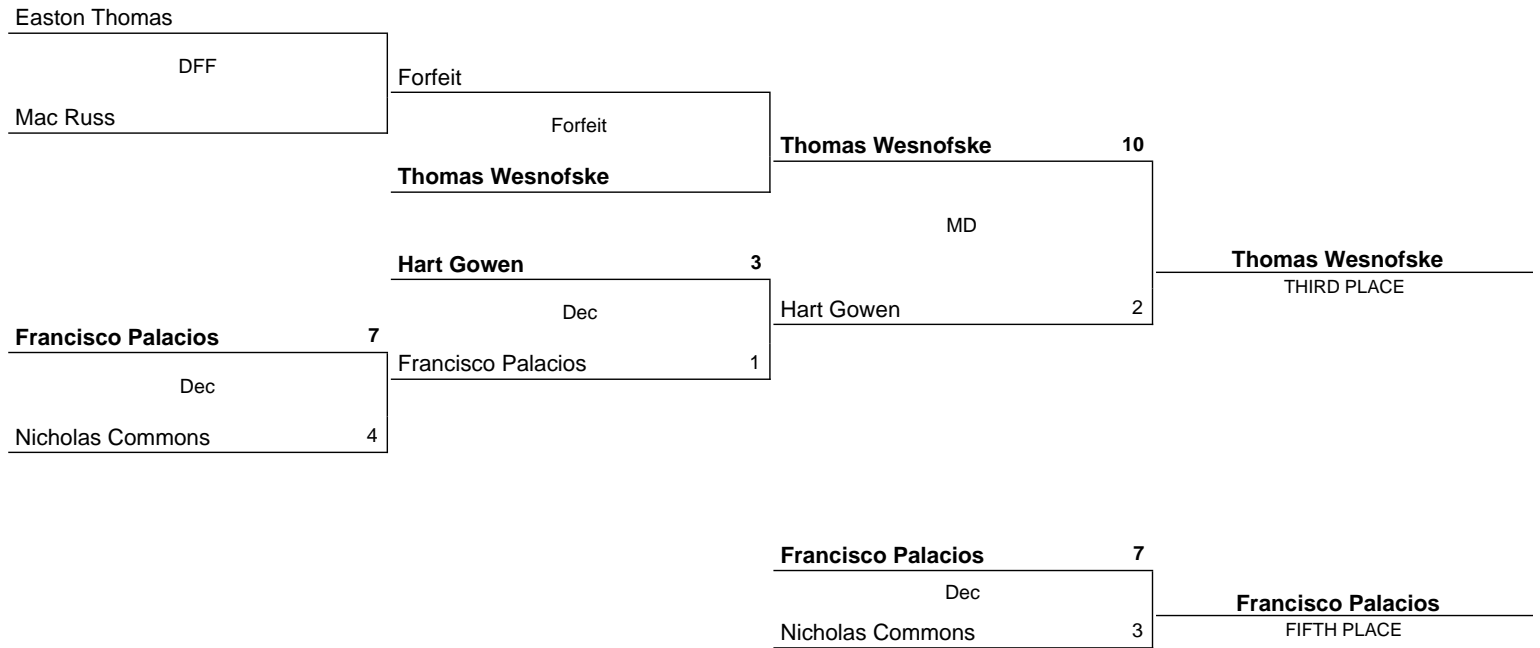 Easton Thomas
DFF
Mac Russ
Forfeit
Forfeit
Thomas Wesnofske
Thomas Wesnofske 10
MD
Hart Gowen 2
Hart Gowen 3
Dec
Francisco Palacios 1
Francisco Palacios 7
Dec
Nicholas Commons 4
Thomas Wesnofske
THIRD PLACE
Francisco Palacios 7
Dec
Nicholas Commons 3
Francisco Palacios
FIFTH PLACE